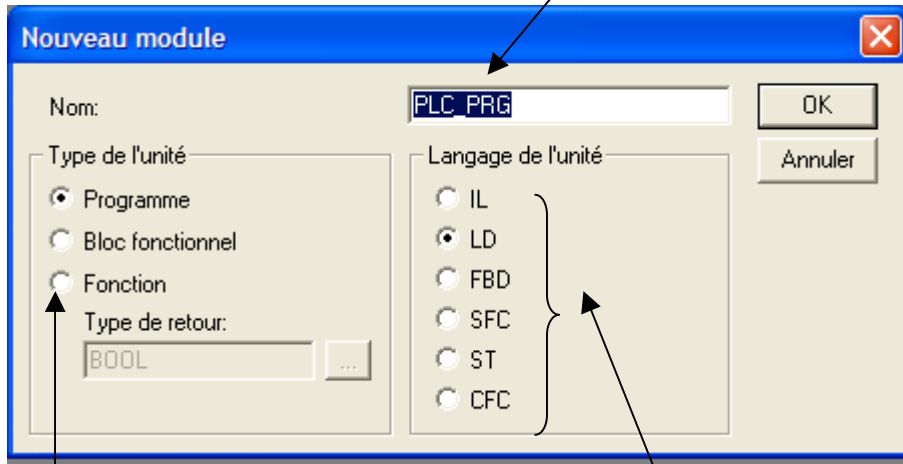 Nouveau module
Nom:
PLC_PRG
OK
Annuler
Type de l'unité
Programme
Bloc fonctionnel
Fonction
Type de retour:
BOOL
...
Langage de l'unité
IL
LD
FBD
SFC
ST
CFC